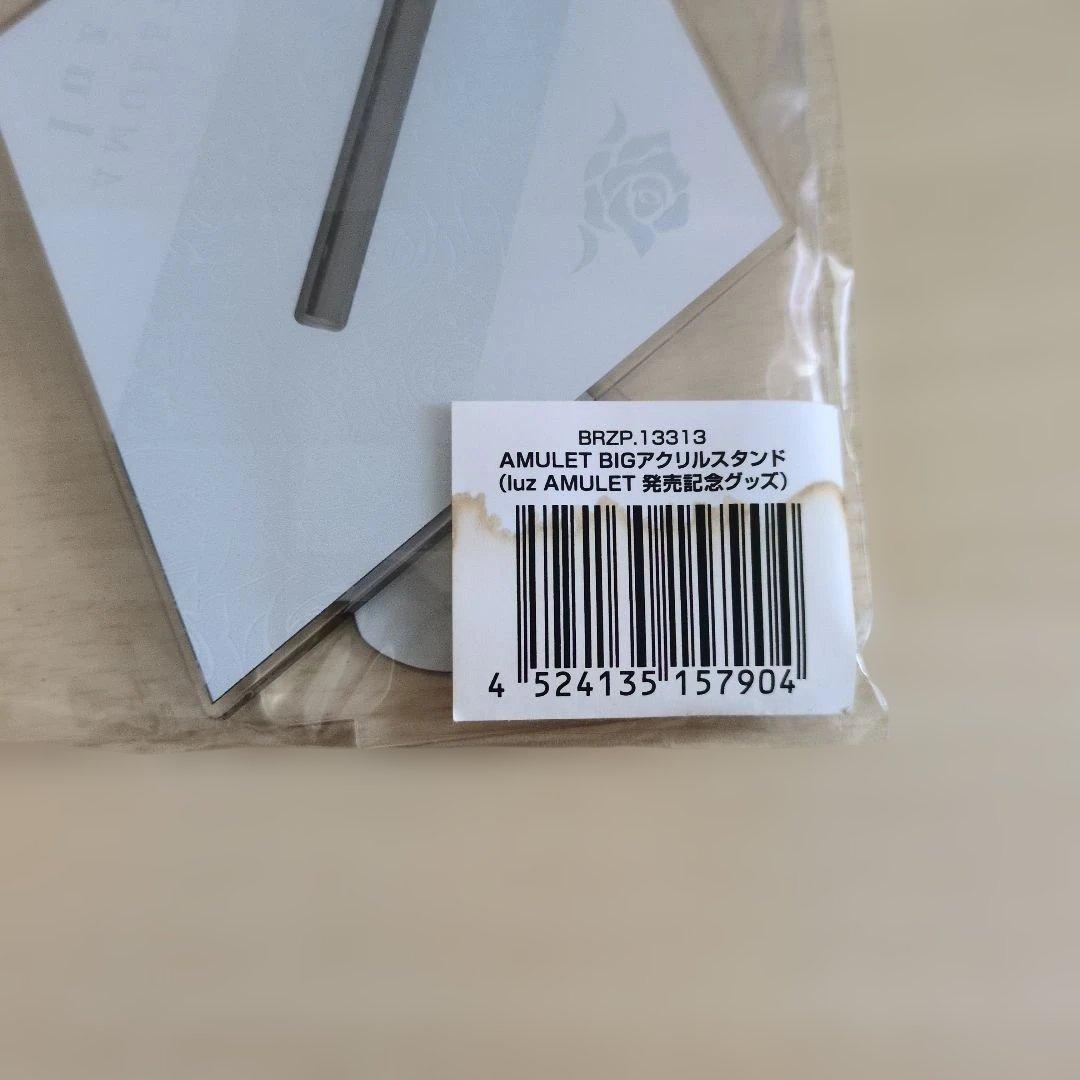 BRZP.13313
AMULET BIGアクリルスタンド
(luz AMULET 発売記念グッズ)
4 524135 157904